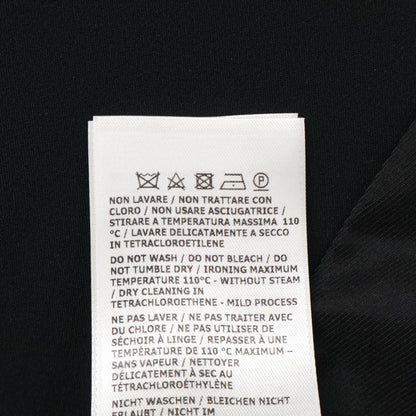 NON LAVARE / NON TRATTARE CON
CLORO / NON USARE ASCIUGATRICE /
STIRARE A TEMPERATURA MASSIMA 110
°C / LAVARE DELICATAMENTE A SECCO
IN TETRACLOROETILENE
DO NOT WASH / DO NOT BLEACH / DO
NOT TUMBLE DRY / IRONING MAXIMUM
TEMPERATURE 110°C - WITHOUT STEAM
/ DRY CLEANING IN
TETRACHLOROETHENE - MILD PROCESS
NE PAS LAVER / NE PAS TRAITER AVEC
DU CHLORE / NE PAS UTILISER DE
SÉCHOIR À LINGE / REPASSER À UNE
TEMPÉRATURE DE 110 °C MAXIMUM –
SANS VAPEUR / NETTOYAGE À SEC AU
TÉTRACHLOROÉTHYLÈNE
NICHT WASCHEN / BLEICHEN NICHT
ERLAUBT / NICHT IM